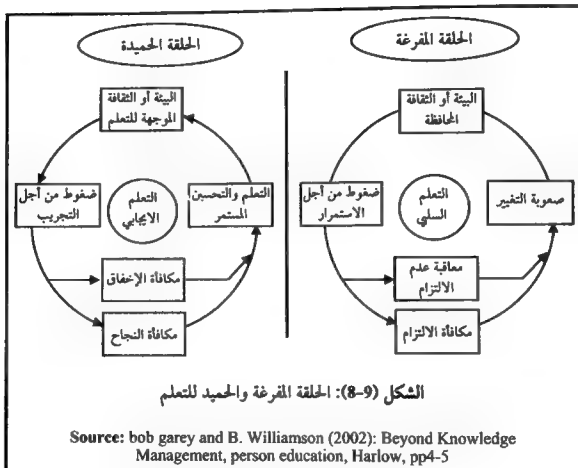 الحلقة المفرغة
البيئة أو الثقافة
المحافظة
ضغوط من أجل
الاستمرار
التعلم
السلبي
صعوبة التغيير
معاقبة عدم
الالتزام
مكافأة الالتزام
الحلقة الحميدة
البيئة أو الثقافة
الموجهة للتعلم
ضغوط من أجل
التجريب
التعلم
الايجابي
التعلم والتحسين
المستمر
مكافأة الإخفاق
مكافأة النجاح
الشكل (9-8): الحلقة المفرغة والحميد للتعلم
Source: bob garey and B. Williamson (2002): Beyond Knowledge
Management, person education, Harlow, pp4-5